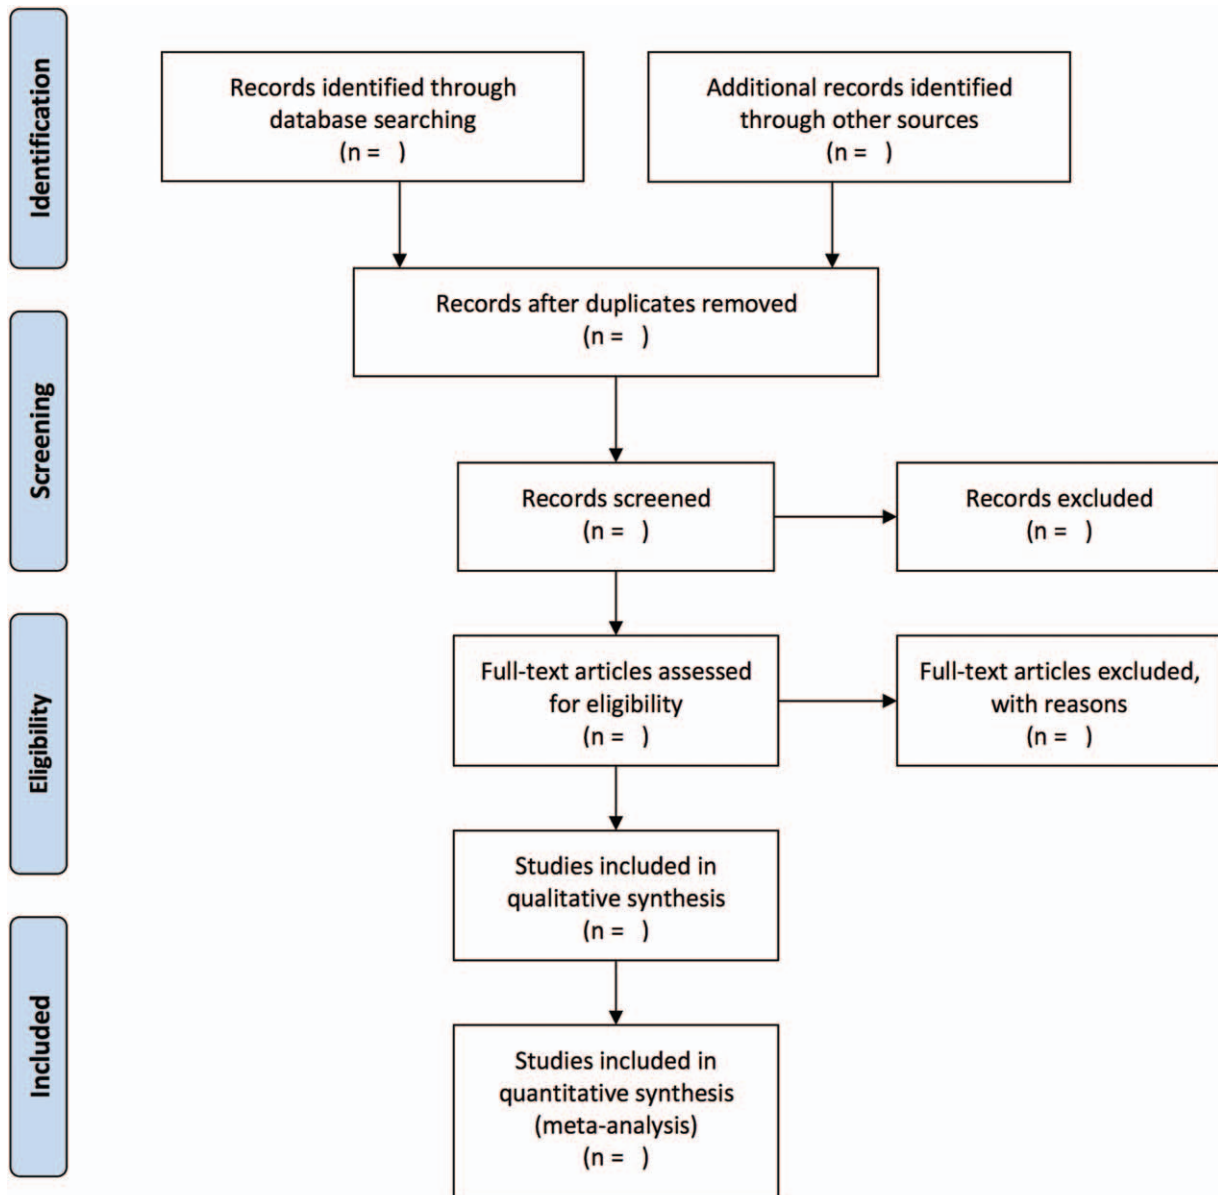 Identification
Records identified through
database searching
(n =   )
Additional records identified
through other sources
(n =   )
Records after duplicates removed
(n =   )
Screening
Records screened
(n =   )
Records excluded
(n =   )
Eligibility
Full-text articles assessed
for eligibility
(n =   )
Full-text articles excluded,
with reasons
(n =   )
Studies included in
qualitative synthesis
(n =   )
Included
Studies included in
quantitative synthesis
(meta-analysis)
(n =   )